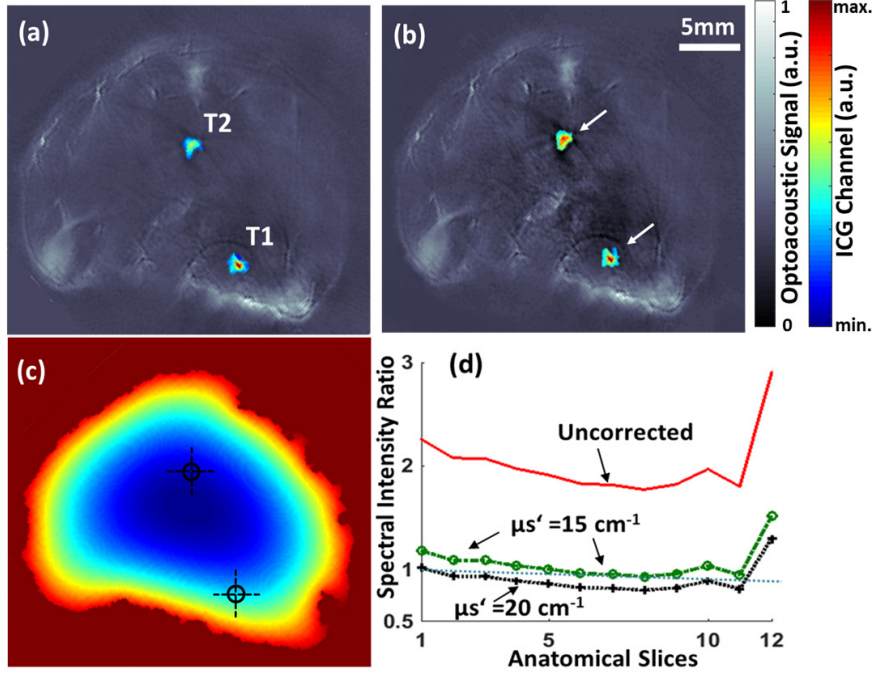 (a)
T2
T1
(b)
5mm
1
0
Optoacoustic Signal (a.u.)
max.
min.
ICG Channel (a.u.)
(c)
(d)
Spectral Intensity Ratio
3
2
1
0.5
Uncorrected
µs‘ =15 cm-1
µs‘ =20 cm-1
1
5
10
12
Anatomical Slices